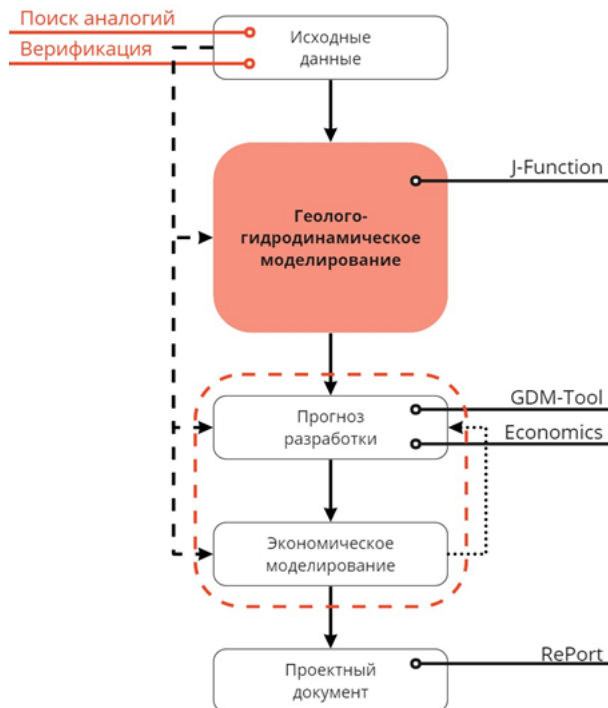 Поиск аналогий
Верификация
Исходные
данные
J-Function
Геолого-
гидродинамическое
моделирование
GDM-Tool
Прогноз
разработки
Economics
Экономическое
моделирование
RePort
Проектный
документ